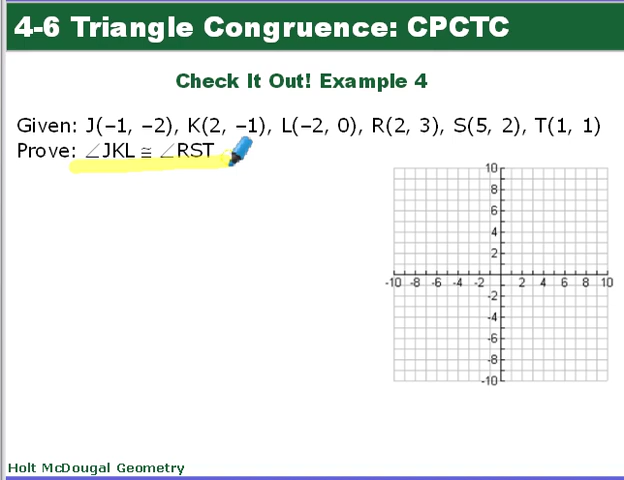 4-6 Triangle Congruence: CPCTC
Check It Out! Example 4
Given: J(–1, –2), K(2, –1), L(–2, 0), R(2, 3), S(5, 2), T(1, 1)
Prove: ∠JKL ≅ ∠RST
10
8
6
4
2
-10 -8 -6 -4 -2 2 4 6 8 10
-2
-4
-6
-8
-10
Holt McDougal Geometry